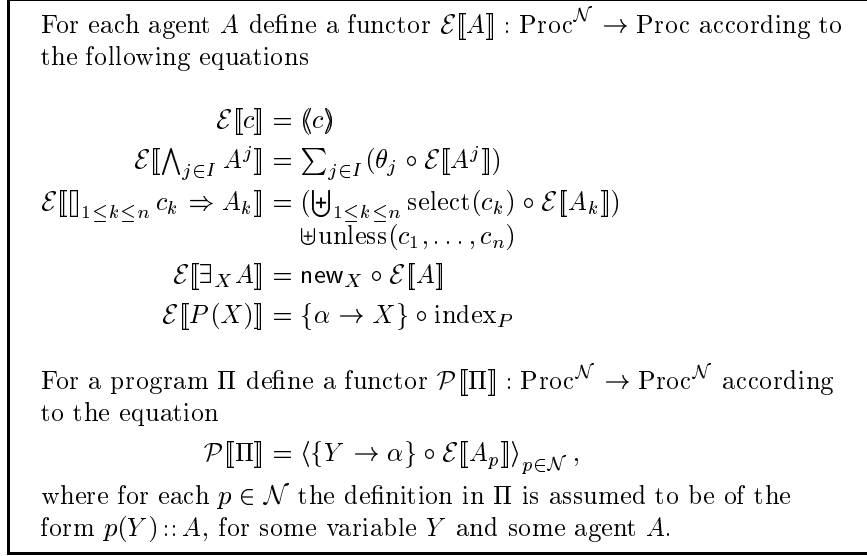 For each agent A define a functor ℰ⟦A⟧ : Proc^𝒩 → Proc according to
the following equations
ℰ⟦c⟧ = ⟪c⟫
ℰ⟦⋀_{j∈I} A^j⟧ = ∑_{j∈I}(θ_j ∘ ℰ⟦A^j⟧)
ℰ⟦[]_{1≤k≤n} c_k ⇒ A_k⟧ = (⨄_{1≤k≤n} select(c_k) ∘ ℰ⟦A_k⟧)
⊎unless(c_1, . . . , c_n)
ℰ⟦∃_X A⟧ = new_X ∘ ℰ⟦A⟧
ℰ⟦P(X)⟧ = {α → X} ∘ index_P
For a program Π define a functor 𝒫⟦Π⟧ : Proc^𝒩 → Proc^𝒩 according
to the equation
𝒫⟦Π⟧ = ⟨{Y → α} ∘ ℰ⟦A_p⟧⟩_{p∈𝒩} ,
where for each p ∈ 𝒩 the definition in Π is assumed to be of the
form p(Y) :: A, for some variable Y and some agent A.